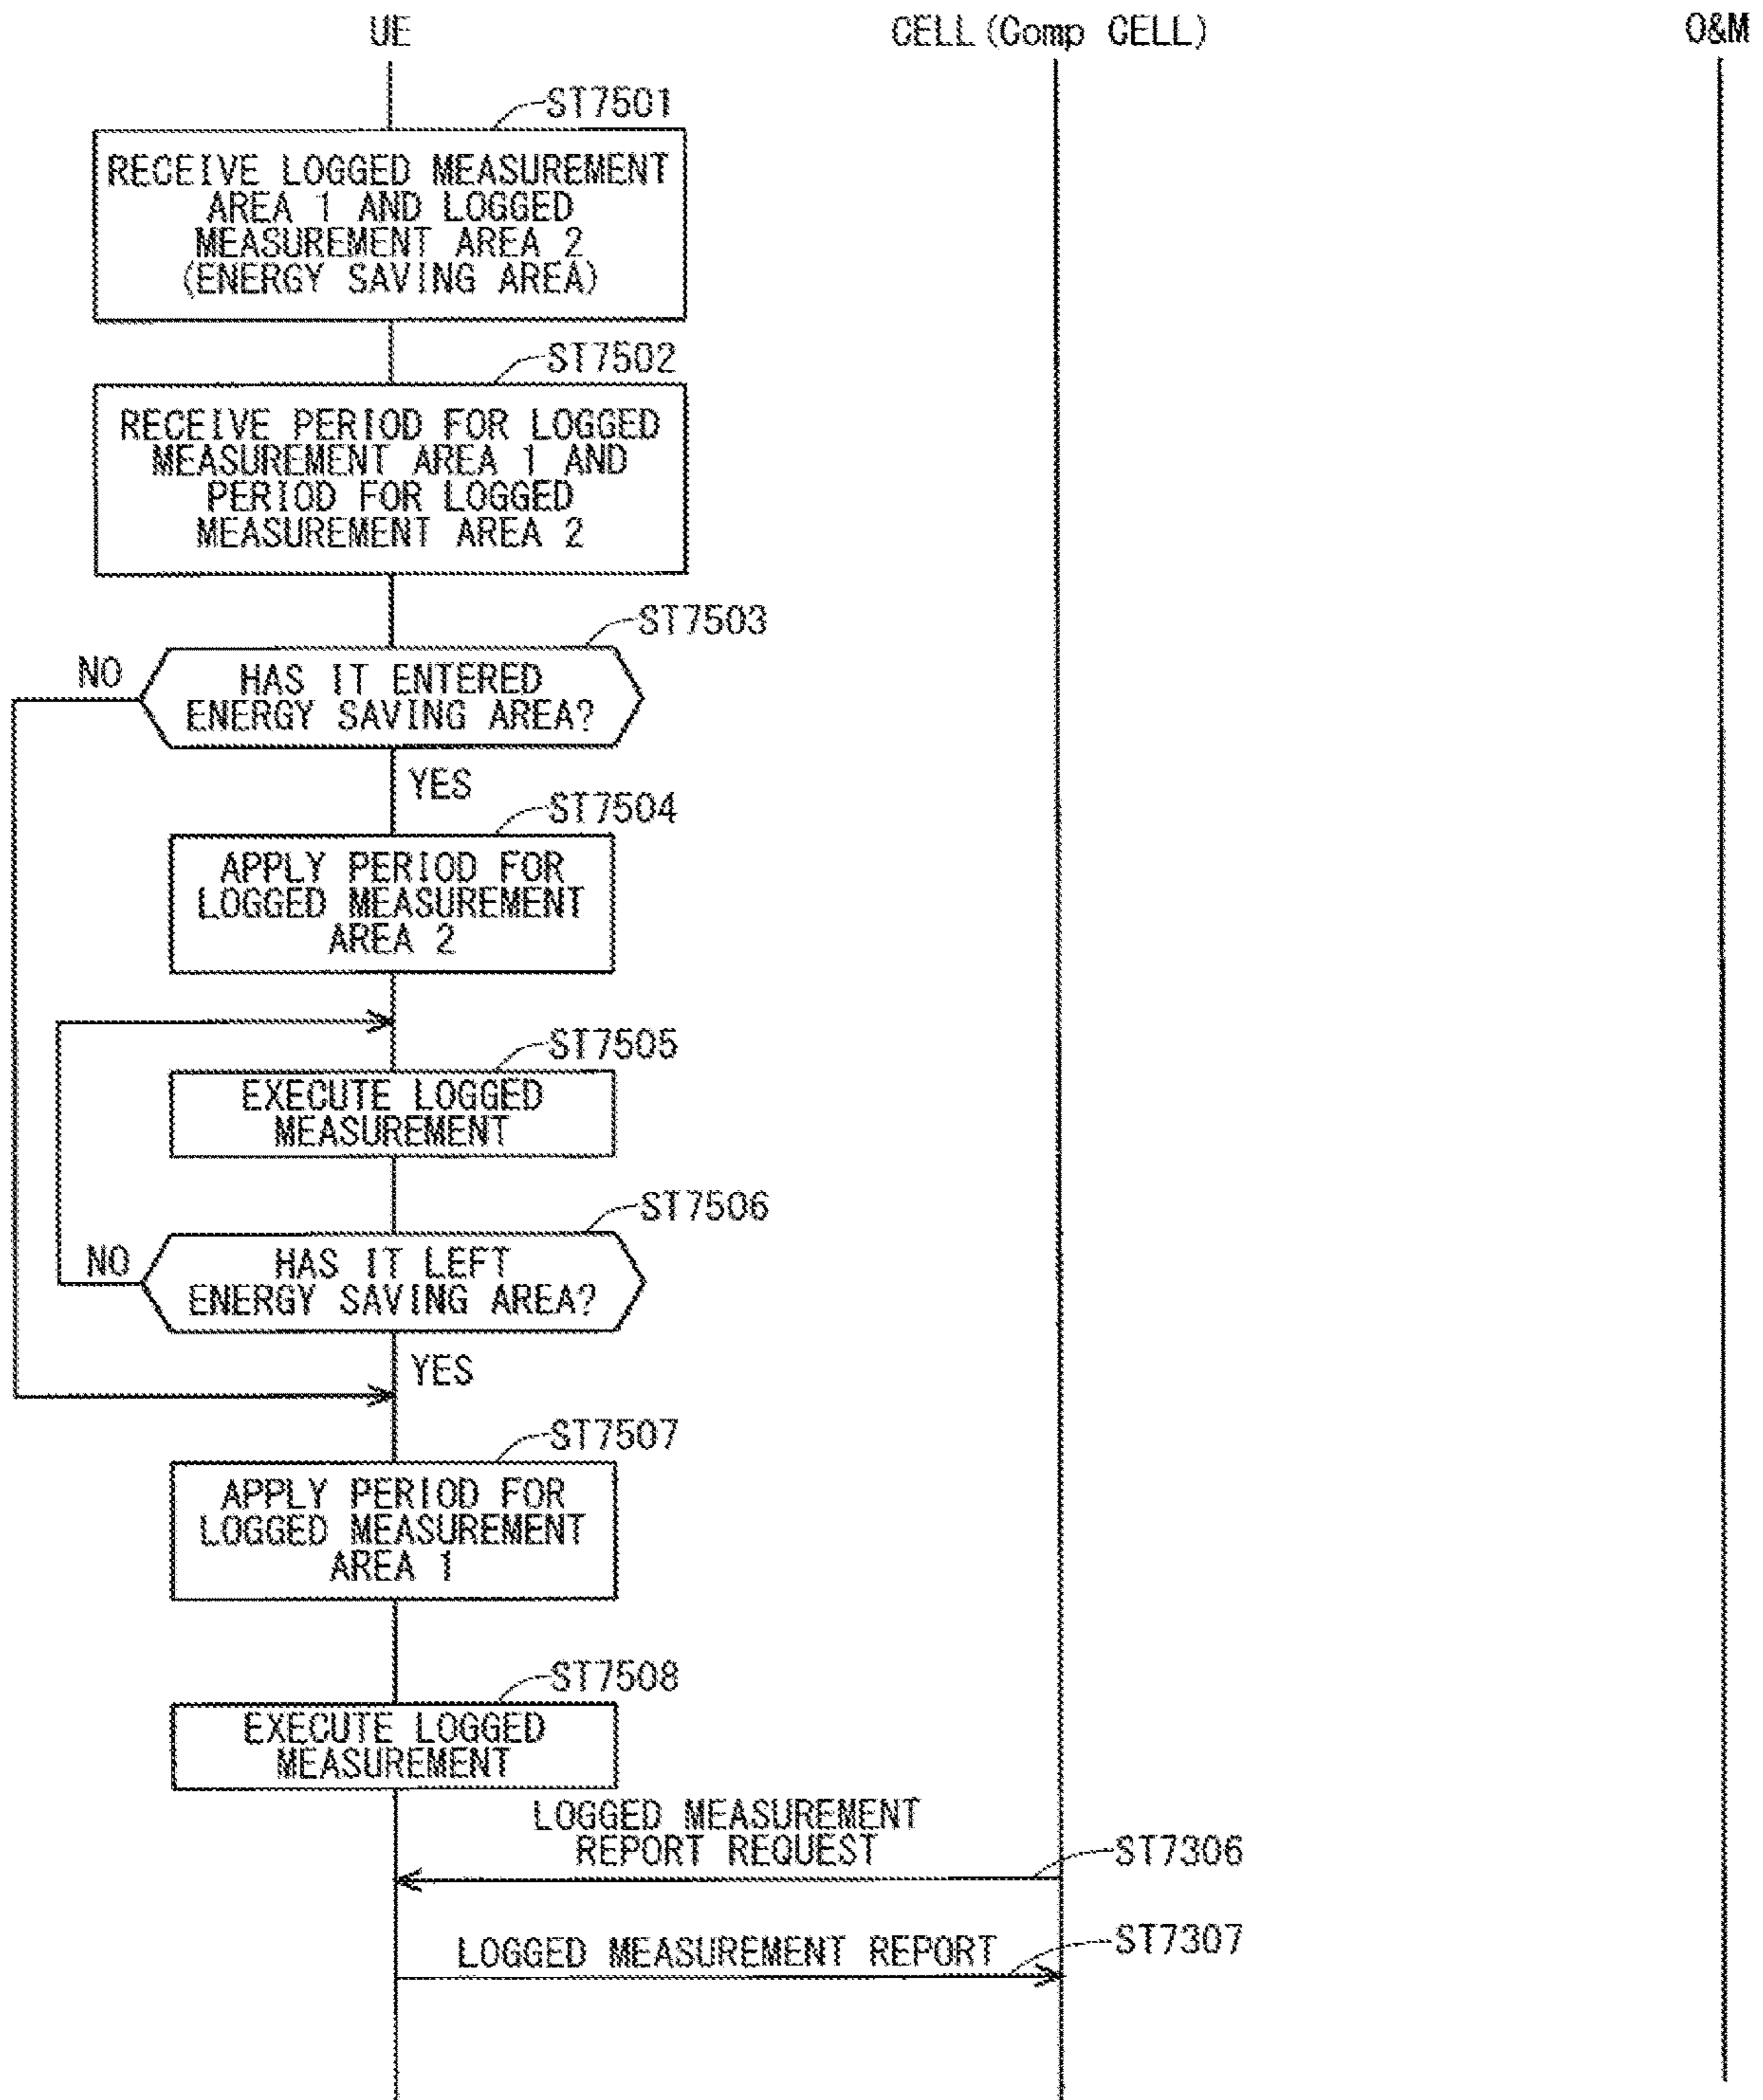 UE
CELL (Comp CELL)
O&M
ST7501
RECEIVE LOGGED MEASUREMENT
AREA 1 AND LOGGED
MEASUREMENT AREA 2
(ENERGY SAVING AREA)
ST7502
RECEIVE PERIOD FOR LOGGED
MEASUREMENT AREA 1 AND
PERIOD FOR LOGGED
MEASUREMENT AREA 2
ST7503
NO
HAS IT ENTERED
ENERGY SAVING AREA?
YES
ST7504
APPLY PERIOD FOR
LOGGED MEASUREMENT
AREA 2
ST7505
EXECUTE LOGGED
MEASUREMENT
ST7506
NO
HAS IT LEFT
ENERGY SAVING AREA?
YES
ST7507
APPLY PERIOD FOR
LOGGED MEASUREMENT
AREA 1
ST7508
EXECUTE LOGGED
MEASUREMENT
LOGGED MEASUREMENT
REPORT REQUEST
ST7306
LOGGED MEASUREMENT REPORT
ST7307